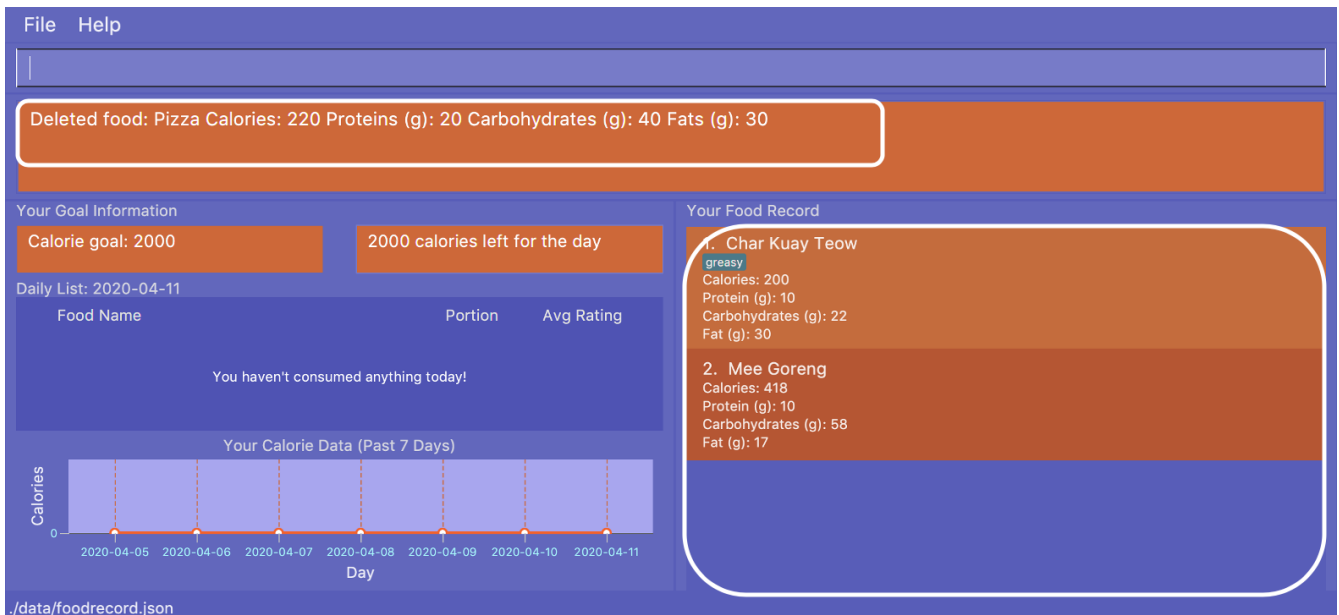 File Help
Deleted food: Pizza Calories: 220 Proteins (g): 20 Carbohydrates (g): 40 Fats (g): 30
Your Goal Information
Calorie goal: 2000
2000 calories left for the day
Daily List: 2020-04-11
Food Name Portion Avg Rating
You haven't consumed anything today!
Your Calorie Data (Past 7 Days)
Calories
0
2020-04-05 2020-04-06 2020-04-07 2020-04-08 2020-04-09 2020-04-10 2020-04-11
Day
Your Food Record
1. Char Kuay Teow
greasy
Calories: 200
Protein (g): 10
Carbohydrates (g): 22
Fat (g): 30
2. Mee Goreng
Calories: 418
Protein (g): 10
Carbohydrates (g): 58
Fat (g): 17
./data/foodrecord.json